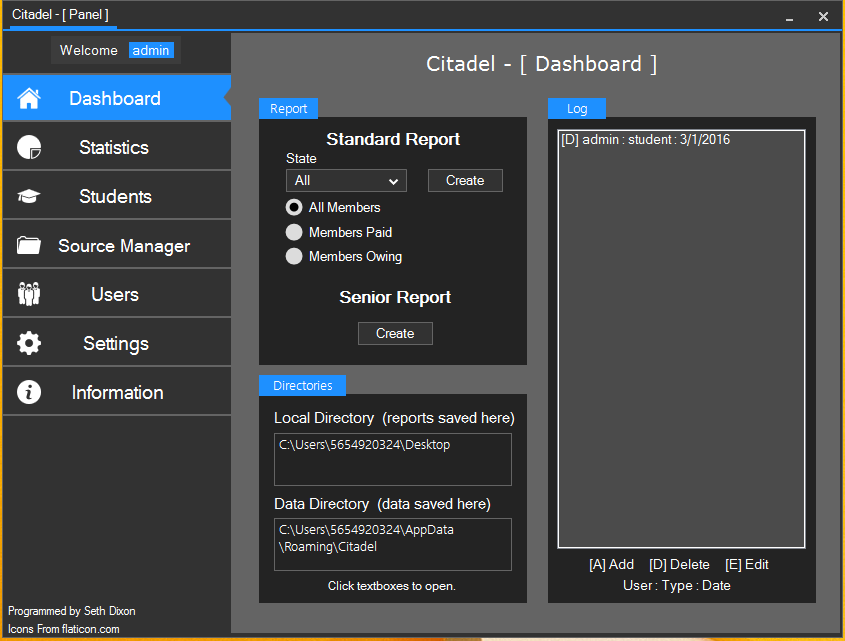 Citadel - [ Panel ]
Welcome admin
Dashboard
Statistics
Students
Source Manager
Users
Settings
Information
Programmed by Seth Dixon
Icons From flaticon.com
Citadel - [ Dashboard ]
Report
Standard Report
State
All
Create
All Members
Members Paid
Members Owing
Senior Report
Create
Directories
Local Directory (reports saved here)
C:\Users\5654920324\Desktop
Data Directory (data saved here)
C:\Users\5654920324\AppData
\Roaming\Citadel
Click textboxes to open.
Log
[D] admin : student : 3/1/2016
[A] Add [D] Delete [E] Edit
User : Type : Date